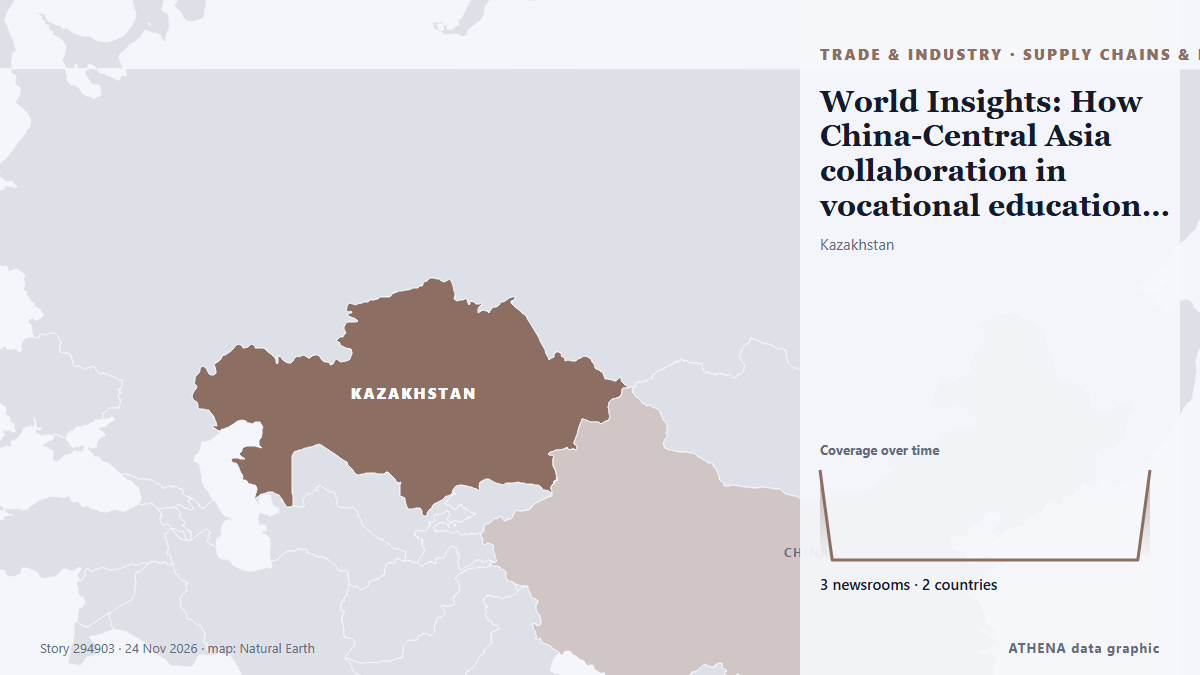 TRADE & INDUSTRY · SUPPLY CHAINS &
World Insights: How
China-Central Asia
collaboration in
vocational education...
Kazakhstan
KAZAKHSTAN
Coverage over time
CHINA
3 newsrooms · 2 countries
Story 294903 · 24 Nov 2026 · map: Natural Earth
ATHENA data graphic